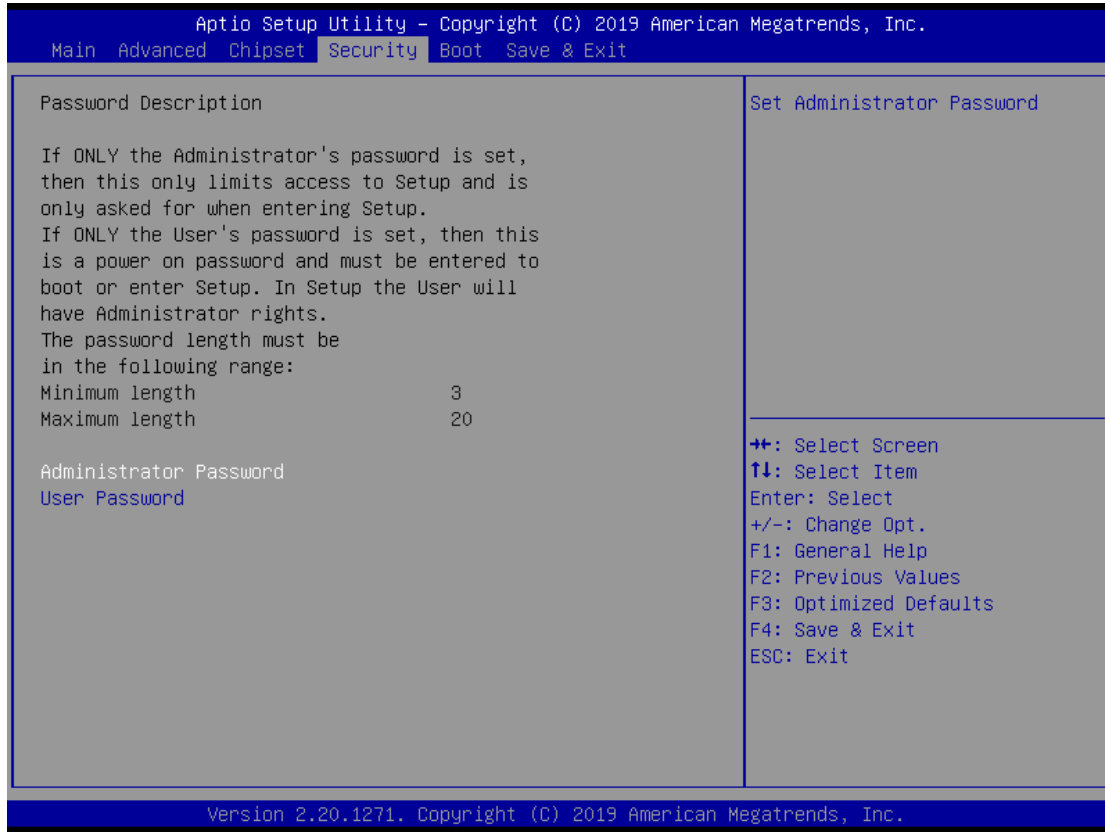 Aptio Setup Utility – Copyright (C) 2019 American Megatrends, Inc.
Main Advanced Chipset Security Boot Save & Exit
Password Description
If ONLY the Administrator's password is set,
then this only limits access to Setup and is
only asked for when entering Setup.
If ONLY the User's password is set, then this
is a power on password and must be entered to
boot or enter Setup. In Setup the User will
have Administrator rights.
The password length must be
in the following range:
Minimum length 3
Maximum length 20
Administrator Password
User Password
Set Administrator Password
→←: Select Screen
↑↓: Select Item
Enter: Select
+/-: Change Opt.
F1: General Help
F2: Previous Values
F3: Optimized Defaults
F4: Save & Exit
ESC: Exit
Version 2.20.1271. Copyright (C) 2019 American Megatrends, Inc.